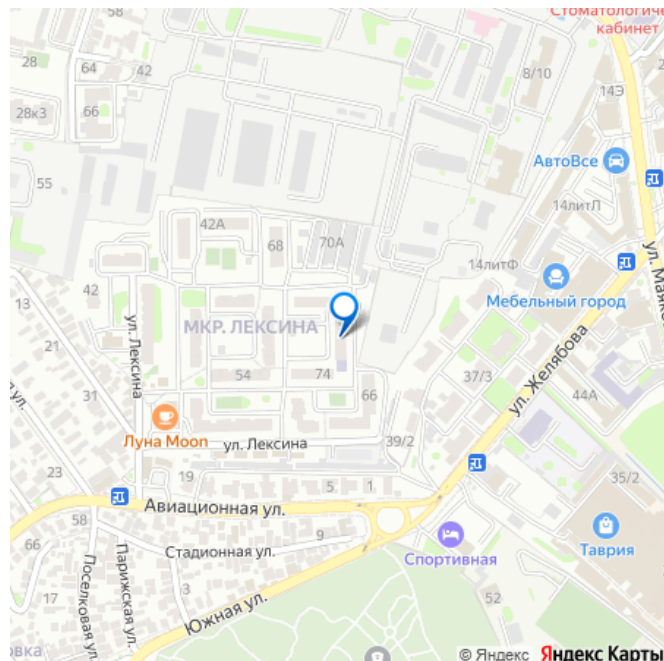 Стоматологиче
кабинет
28
64
42
66
28к3
8/10
14Э
АвтоВсе
55
14литЛ
42А
68
70А
14литФ
42
13
ул. Лексина
МКР. ЛЕКСИНА
Мебельный город
ул. Маяко
21
31
54
74
66
37/3
ул. Желябова
44А
ул.
Луна Moon
ул. Лексина
39/2
23
19
5
1
35/2
58
Авиационная ул.
66
Стадионная ул.
9
Спортивная
Таврия
17
Поселковая ул.
Парижская ул.
3
Южная ул.
52
овка
© Яндекс Яндекс Карты